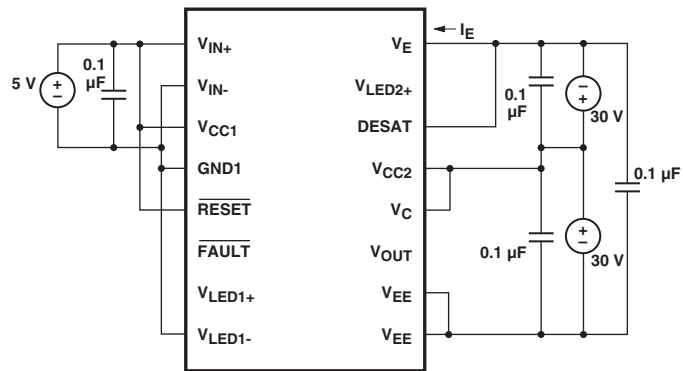 V_IN+
V_IN-
V_CC1
GND1
RESET
FAULT
V_LED1+
V_LED1-
I_E
V_E
V_LED2+
DESAT
V_CC2
V_C
V_OUT
V_EE
V_EE
5 V
+
–
0.1
µF
0.1
µF
–
+
30 V
0.1 µF
+
–
30 V
0.1 µF